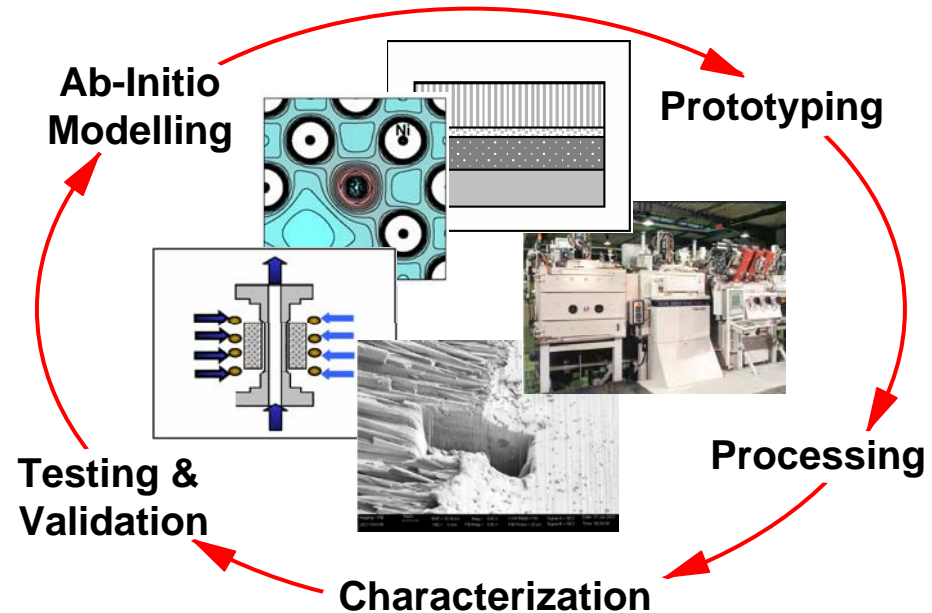 Ab-Initio
Modelling
Prototyping
Ni
Processing
Testing &
Validation
Characterization